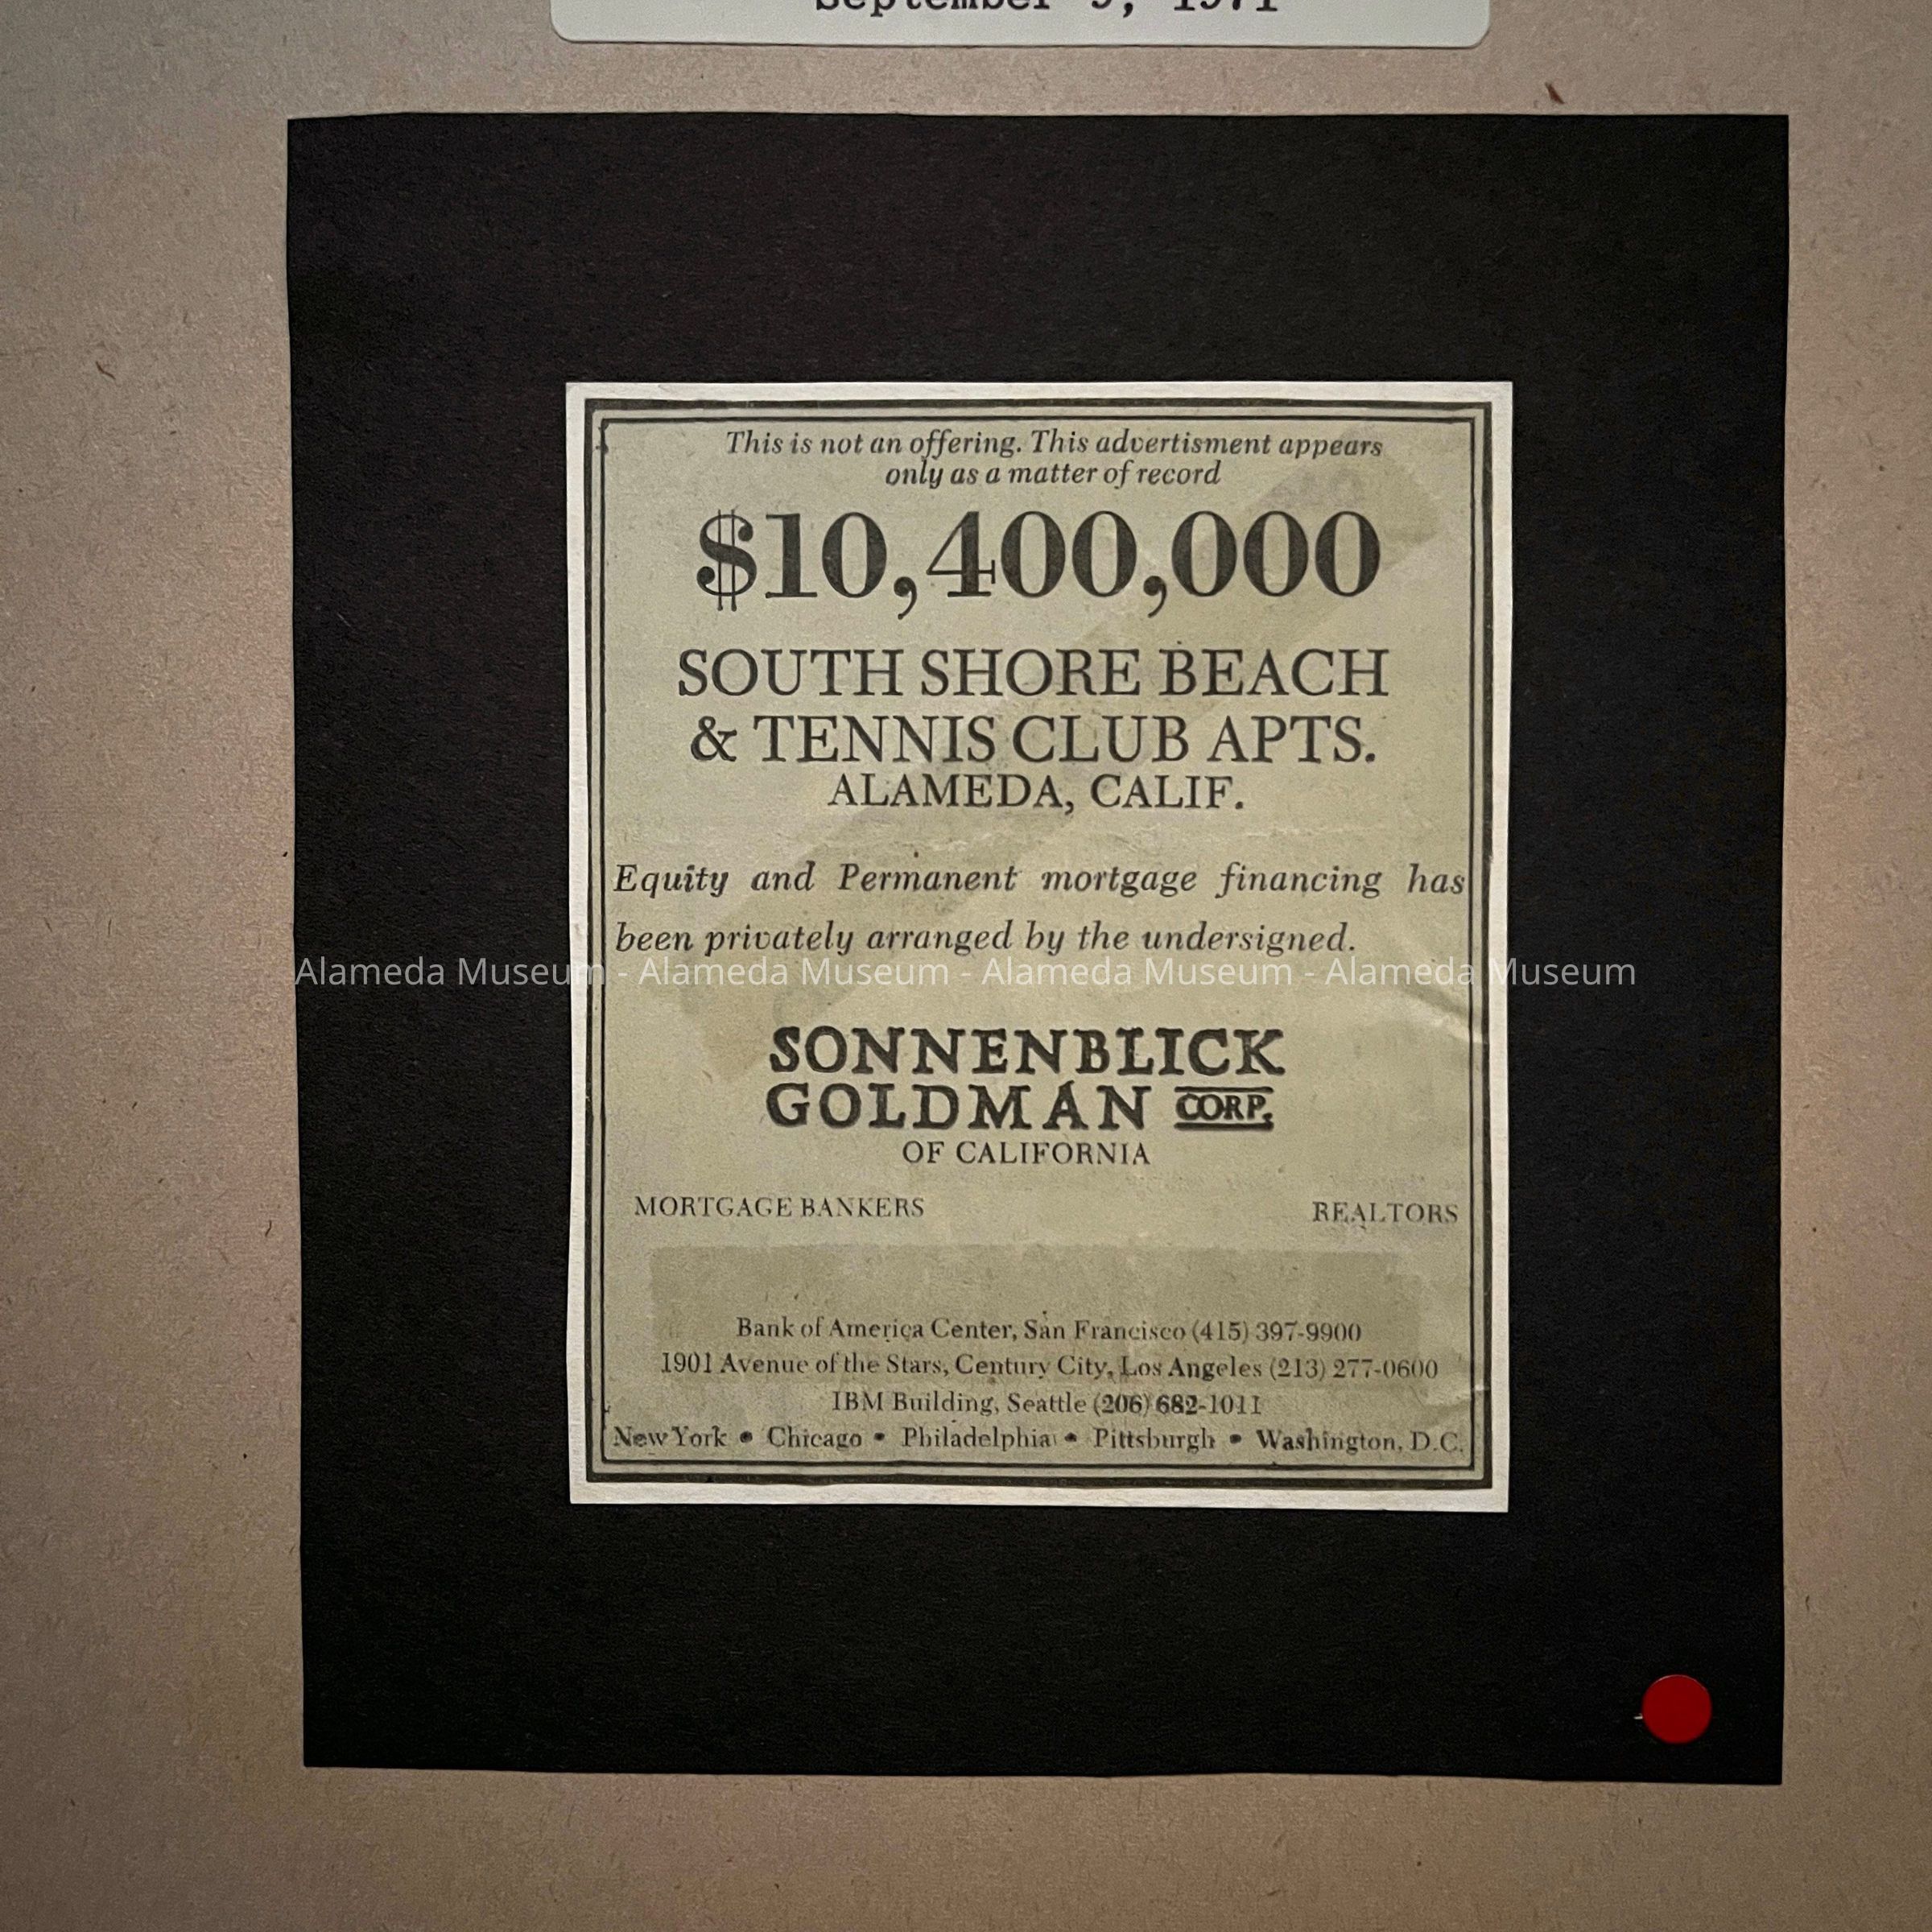 September 9, 1971
This is not an offering. This advertisment appears
only as a matter of record
$10,400,000
SOUTH SHORE BEACH
& TENNIS CLUB APTS.
ALAMEDA, CALIF.
Equity and Permanent mortgage financing has
been privately arranged by the undersigned.
Alameda Museum - Alameda Museum - Alameda Museum - Alameda Museum
SONNENBLICK
GOLDMAN CORP.
OF CALIFORNIA
MORTGAGE BANKERS REALTORS
Bank of America Center, San Francisco (415) 397-9900
1901 Avenue of the Stars, Century City, Los Angeles (213) 277-0600
IBM Building, Seattle (206) 682-1011
New York • Chicago • Philadelphia • Pittsburgh • Washington, D.C.